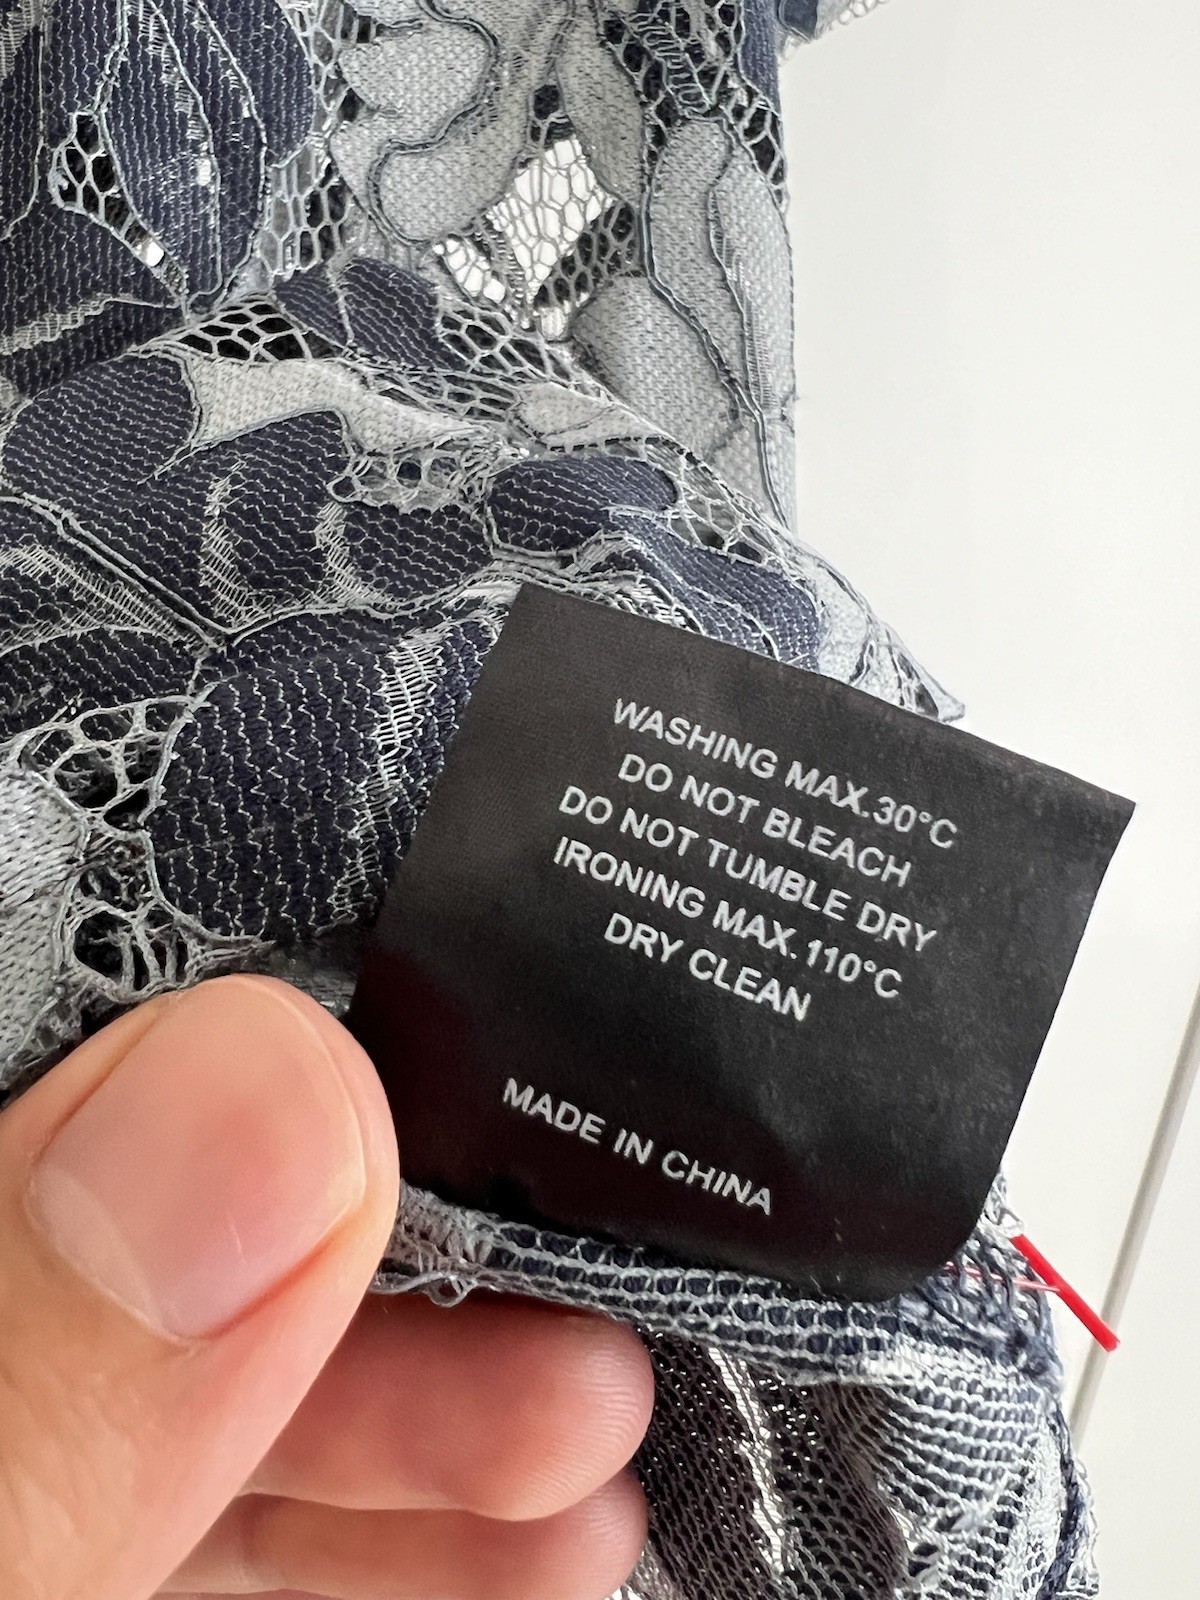 WASHING MAX.30°C
DO NOT BLEACH
DO NOT TUMBLE DRY
IRONING MAX.110°C
DRY CLEAN
MADE IN CHINA